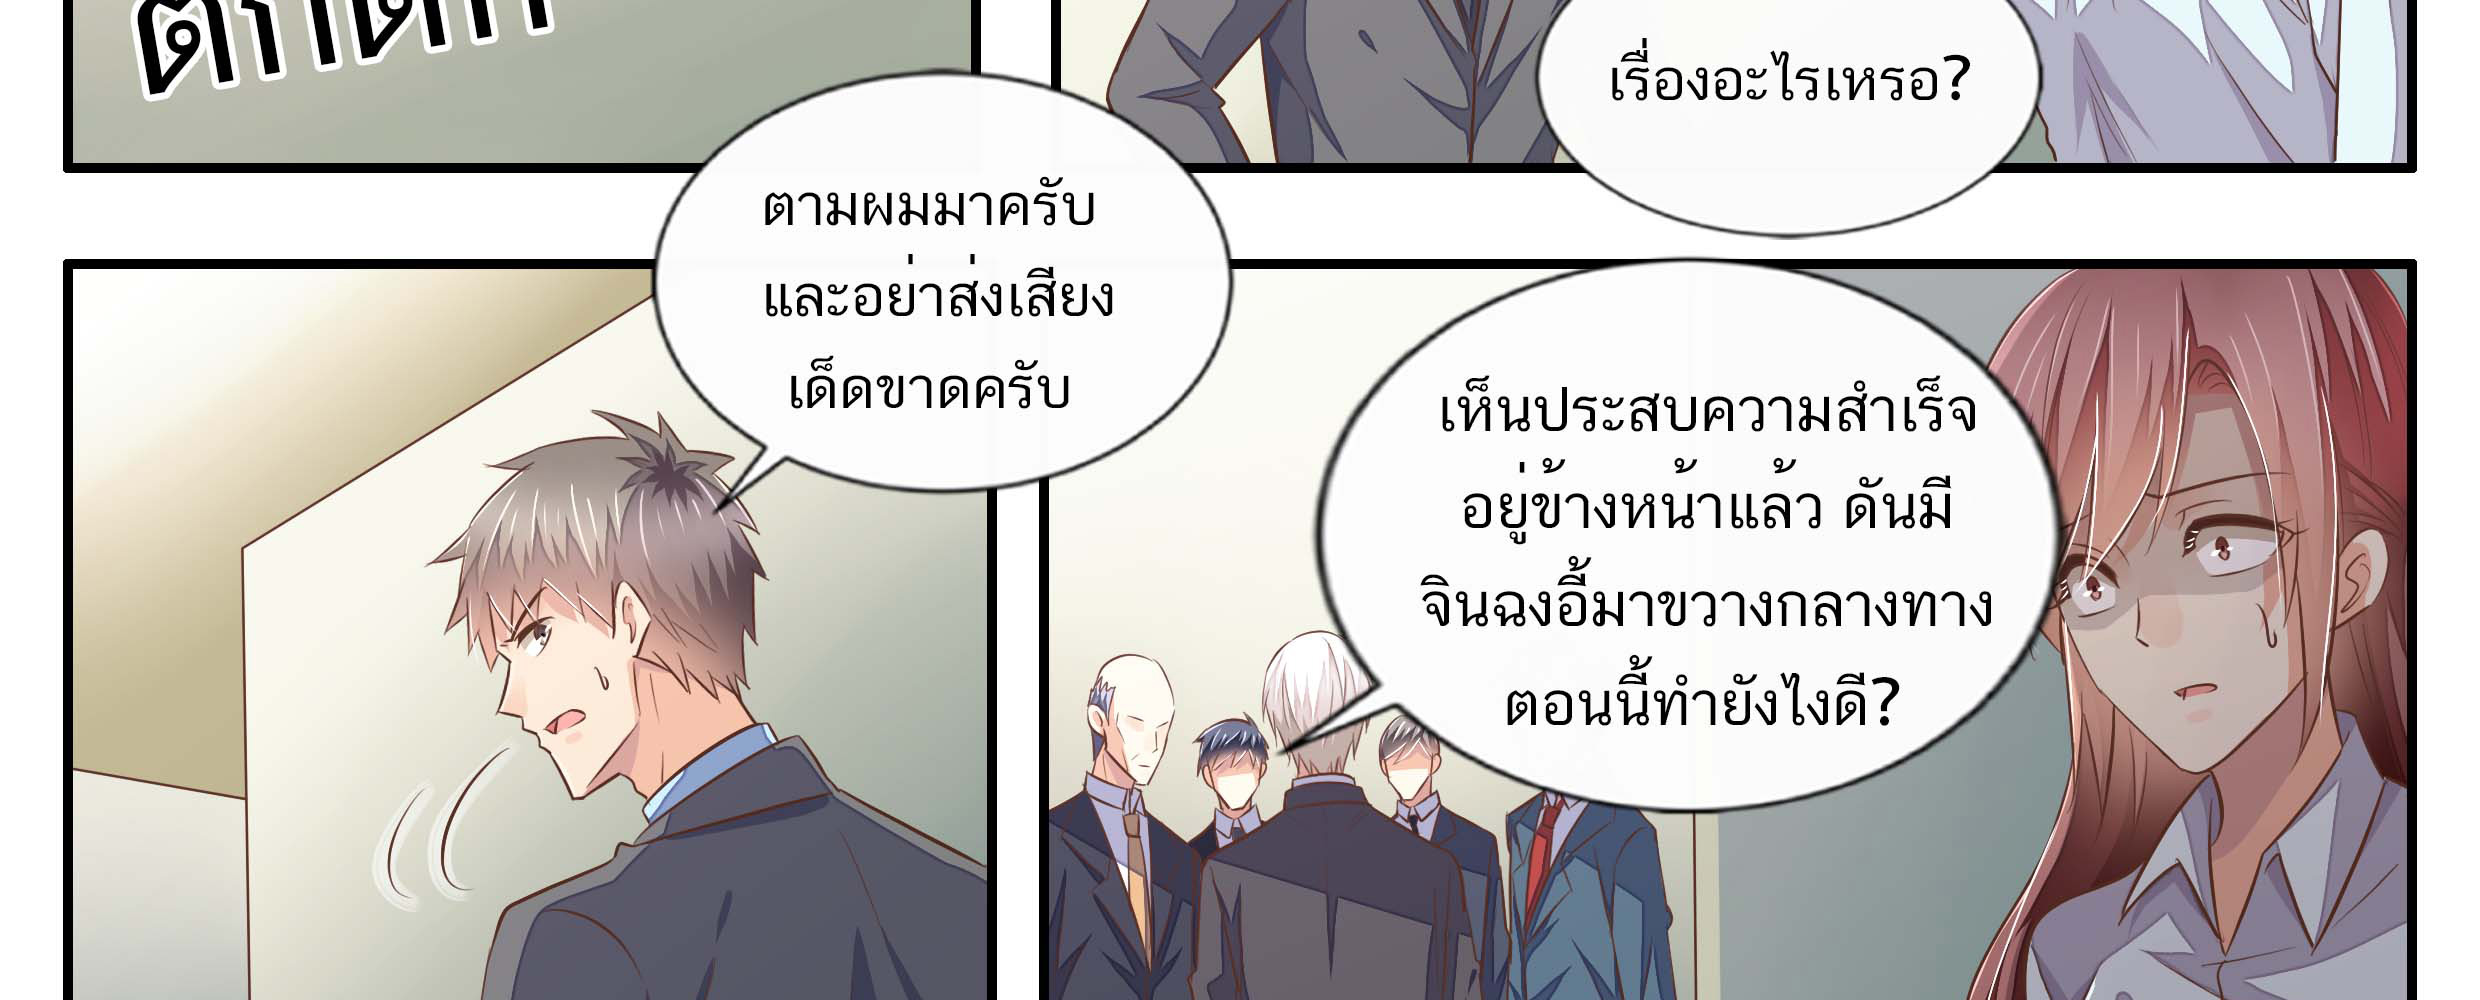 เรื่องอะไรเหรอ?
ตามผมมาครับ
และอย่าส่งเสียง
เด็ดขาดครับ
เห็นประสบความสำเร็จ
อยู่ข้างหน้าแล้ว ดันมี
จินฉงอี้มาขวางกลางทาง
ตอนนี้ทำยังไงดี?